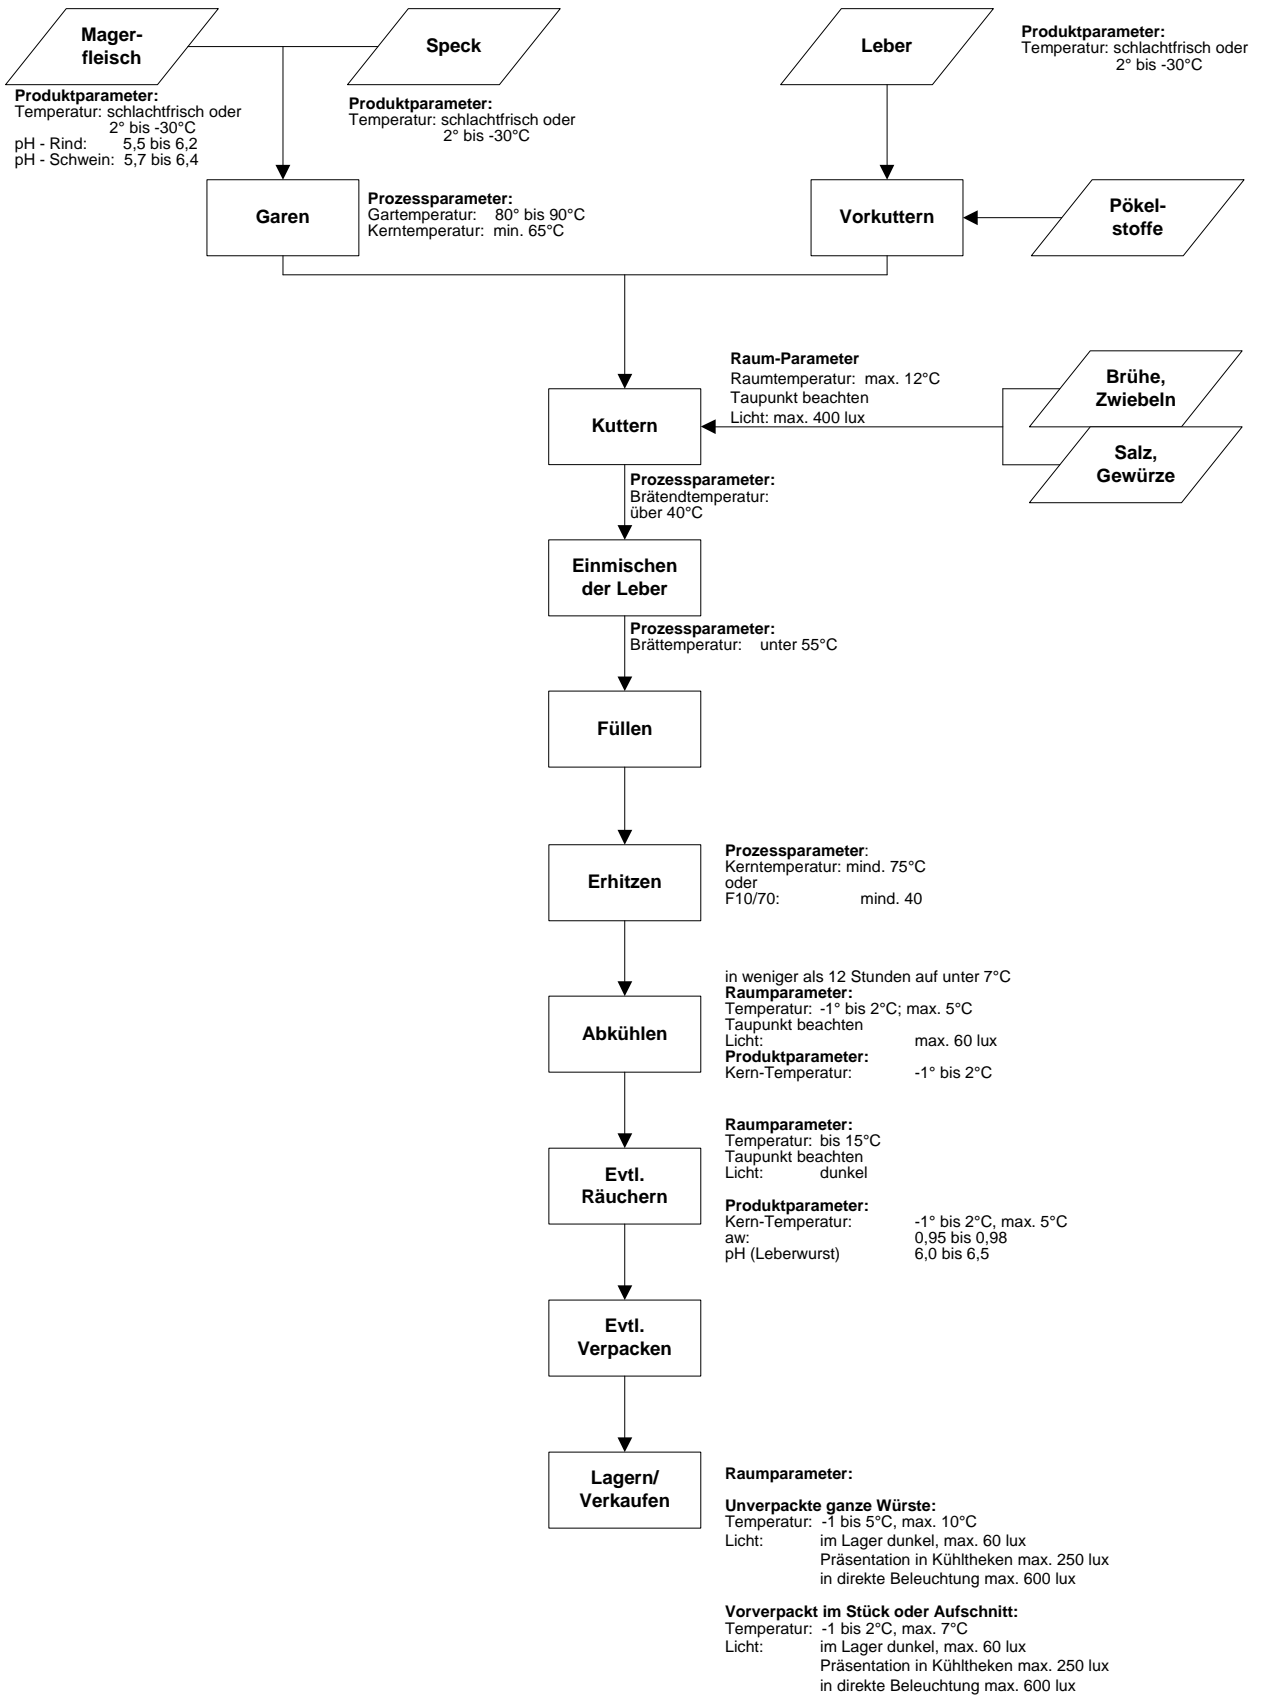 Mager-
fleisch
Speck
Leber
Produktparameter:
Temperatur: schlachtfrisch oder
2° bis -30°C
Produktparameter:
Temperatur: schlachtfrisch oder
2° bis -30°C
pH - Rind: 5,5 bis 6,2
pH - Schwein: 5,7 bis 6,4
Produktparameter:
Temperatur: schlachtfrisch oder
2° bis -30°C
Garen
Prozessparameter:
Gartemperatur: 80° bis 90°C
Kerntemperatur: min. 65°C
Vorkuttern
Pökel-
stoffe
Raum-Parameter
Raumtemperatur: max. 12°C
Taupunkt beachten
Licht: max. 400 lux
Brühe,
Zwiebeln
Kuttern
Salz,
Gewürze
Prozessparameter:
Brätendtemperatur:
über 40°C
Einmischen
der Leber
Prozessparameter:
Brättemperatur: unter 55°C
Füllen
Erhitzen
Prozessparameter:
Kerntemperatur: mind. 75°C
oder
F10/70: mind. 40
Abkühlen
in weniger als 12 Stunden auf unter 7°C
Raumparameter:
Temperatur: -1° bis 2°C; max. 5°C
Taupunkt beachten
Licht: max. 60 lux
Produktparameter:
Kern-Temperatur: -1° bis 2°C
Evtl.
Räuchern
Raumparameter:
Temperatur: bis 15°C
Taupunkt beachten
Licht: dunkel
Produktparameter:
Kern-Temperatur: -1° bis 2°C, max. 5°C
aw: 0,95 bis 0,98
pH (Leberwurst) 6,0 bis 6,5
Evtl.
Verpacken
Lagern/
Verkaufen
Raumparameter:
Unverpackte ganze Würste:
Temperatur: -1 bis 5°C, max. 10°C
Licht: im Lager dunkel, max. 60 lux
Präsentation in Kühltheken max. 250 lux
in direkte Beleuchtung max. 600 lux
Vorverpackt im Stück oder Aufschnitt:
Temperatur: -1 bis 2°C, max. 7°C
Licht: im Lager dunkel, max. 60 lux
Präsentation in Kühltheken max. 250 lux
in direkte Beleuchtung max. 600 lux